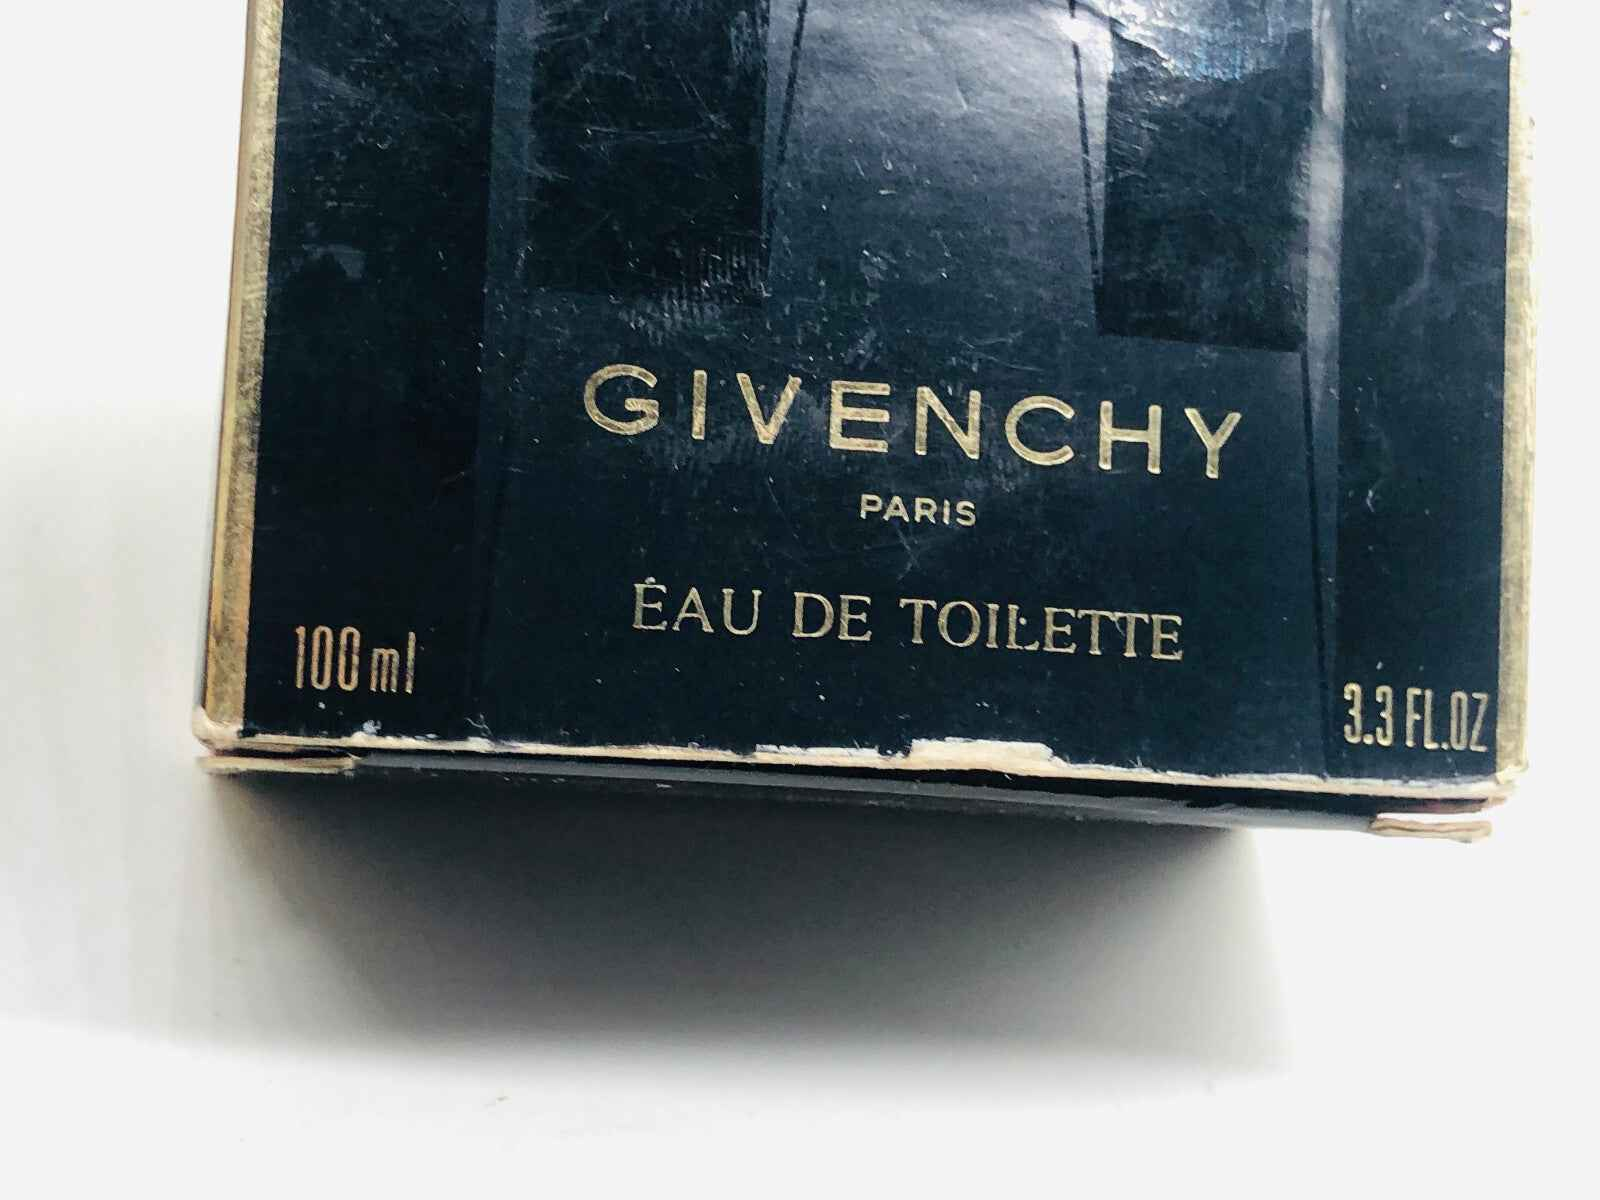 GIVENCHY
PARIS
ÉAU DE TOILETTE
100 ml
3.3 FL.OZ